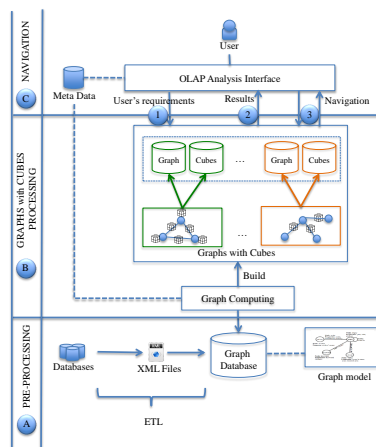 User
NAVIGATION
OLAP Analysis Interface
Meta Data
C
User's requirements
Results
Navigation
1
2
3
GRAPHS with CUBES
PROCESSING
Graph
Cubes
...
Graph
Cubes
...
Graphs with Cubes
B
Build
Graph Computing
PRE-PROCESSING
Databases
XML Files
Graph
Database
Graph model
A
ETL